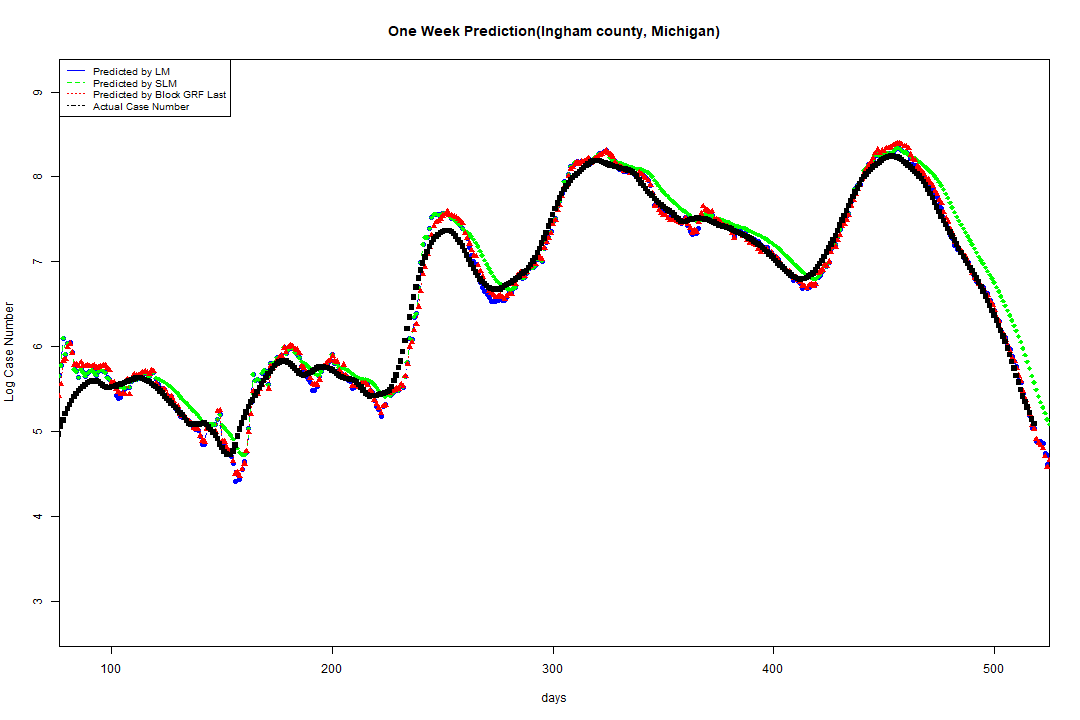 One Week Prediction(Ingham county, Michigan)
Predicted by LM
Predicted by SLM
Predicted by Block GRF Last
Actual Case Number
9
8
7
6
5
4
3
Log Case Number
100 200 300 400 500
days